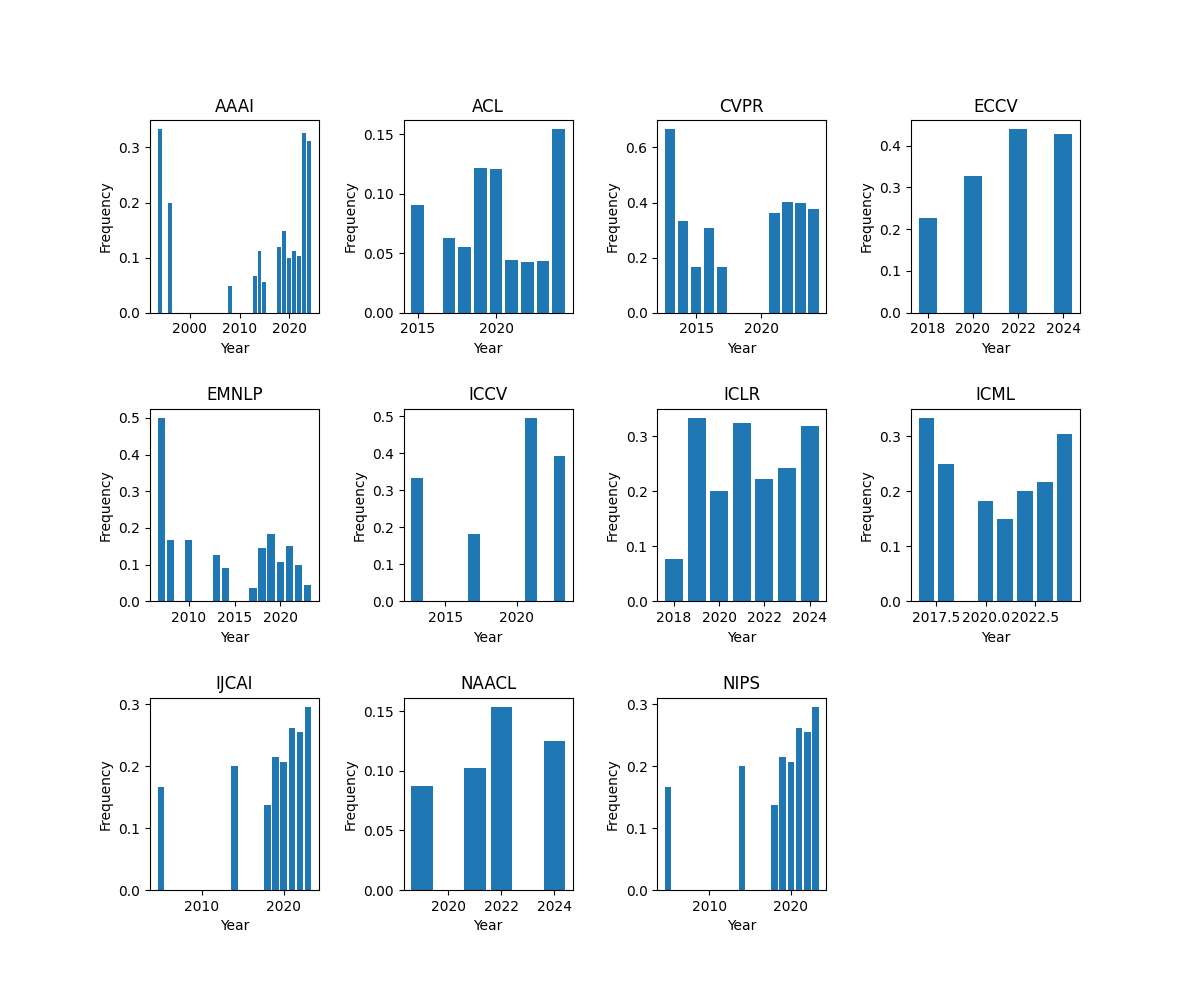 AAAI
ACL
CVPR
ECCV
Frequency
0.3
0.2
0.1
0.0
2000
2010
2020
Year
Frequency
0.15
0.10
0.05
0.00
2015
2020
Year
Frequency
0.6
0.4
0.2
0.0
2015
2020
Year
Frequency
0.4
0.3
0.2
0.1
0.0
2018
2020
2022
2024
Year
EMNLP
ICCV
ICLR
ICML
Frequency
0.5
0.4
0.3
0.2
0.1
0.0
2010
2015
2020
Year
Frequency
0.5
0.4
0.3
0.2
0.1
0.0
2015
2020
Year
Frequency
0.3
0.2
0.1
0.0
2018
2020
2022
2024
Year
Frequency
0.3
0.2
0.1
0.0
2017.5
2020.0
2022.5
Year
IJCAI
NAACL
NIPS
Frequency
0.3
0.2
0.1
0.0
2010
2020
Year
Frequency
0.15
0.10
0.05
0.00
2020
2022
2024
Year
Frequency
0.3
0.2
0.1
0.0
2010
2020
Year